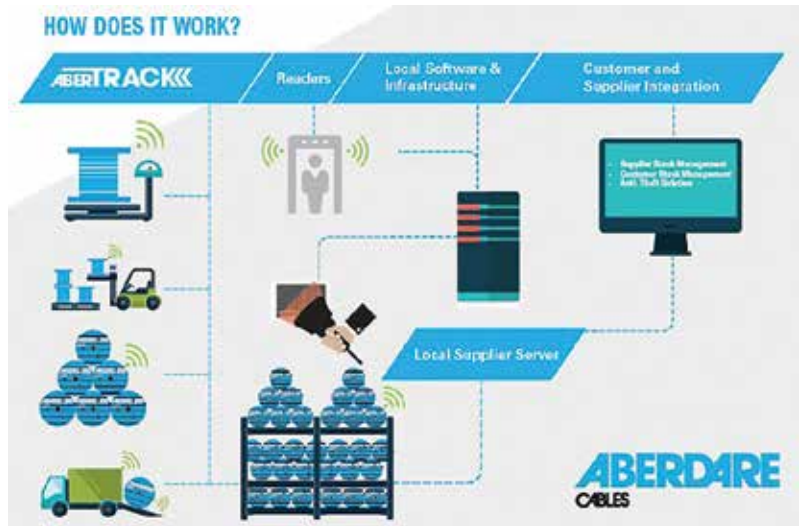 HOW DOES IT WORK?
ABERTRACK
Readers
Local Software &
Infrastructure
Customer and
Supplier Integration
- Supplier Stock Management
- Customer Stock Management
- Anti Theft Solution
Local Supplier Server
ABERDARE
CABLES